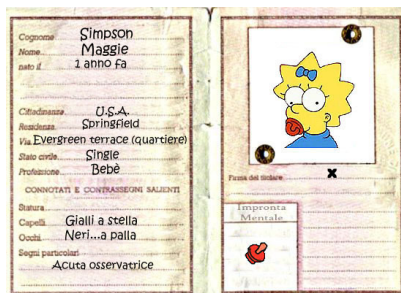 Cognome Simpson
Nome Maggie
nato il 1 anno fa
Cittadinanza U.S.A.
Residenza Springfield
Via Evergreen terrace (quartiere)
Stato civile Single
Professione Bebè
CONNOTATI E CONTRASSEGNI SALIENTI
Statura
Capelli Gialli a stella
Occhi Neri...a palla
Segni particolari
Acuta osservatrice
Firma del titolare
x
Impronta
Mentale